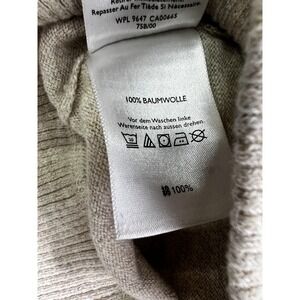 Repasser Au Fer Tiède Si Nécessaire.
WPL 9647 CA00665
758/00
100% BAUMWOLLE
Vor dem Waschen linke
Warenseite nach aussen drehen.
100%